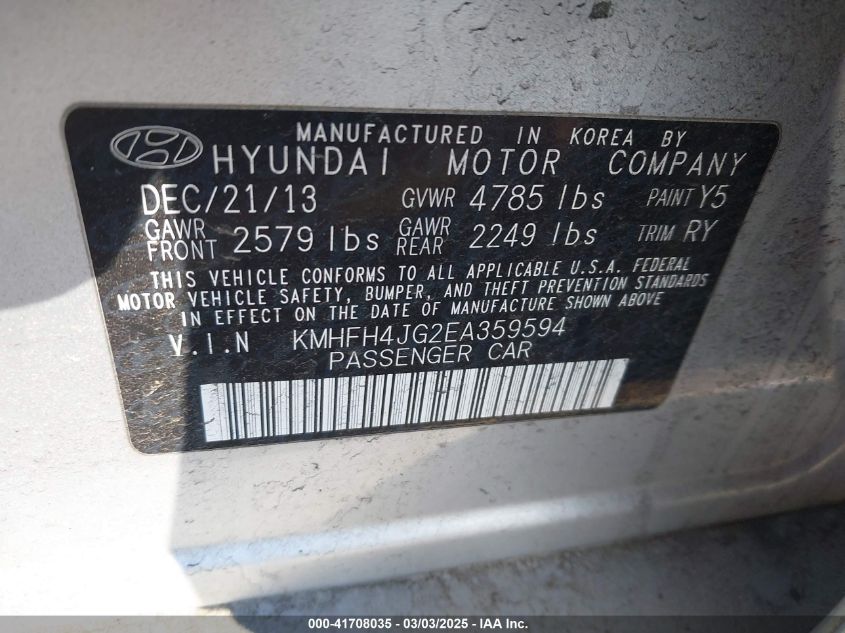 MANUFACTURED IN KOREA BY
HYUNDAI MOTOR COMPANY
DEC/21/13 GVWR 4785 lbs PAINT Y5
GAWR FRONT 2579 lbs GAWR REAR 2249 lbs TRIM RY
THIS VEHICLE CONFORMS TO ALL APPLICABLE U.S.A. FEDERAL
MOTOR VEHICLE SAFETY, BUMPER, AND THEFT PREVENTION STANDARDS
IN EFFECT ON THE DATE OF MANUFACTURE SHOWN ABOVE
V.I.N KMHFH4JG2EA359594
PASSENGER CAR
000-41708035 - 03/03/2025 - IAA Inc.